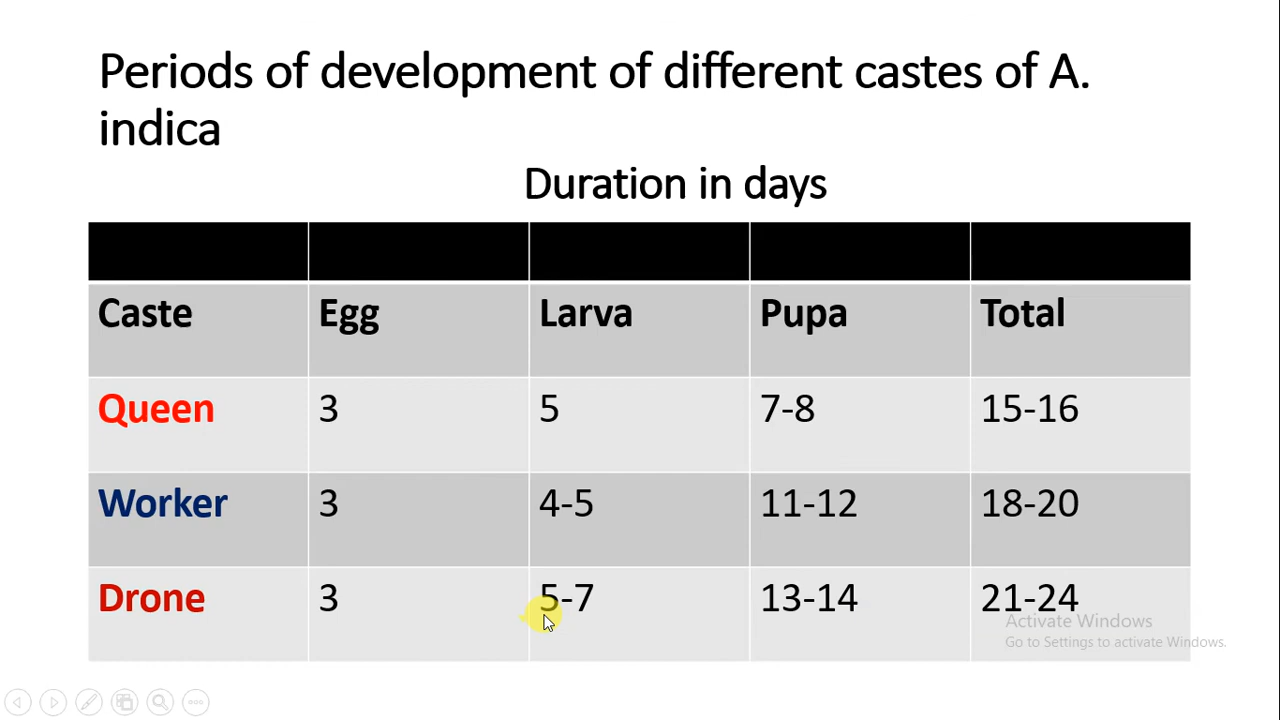 Periods of development of different castes of A.
indica
Duration in days
Caste Egg Larva Pupa Total
Queen 3 5 7-8 15-16
Worker 3 4-5 11-12 18-20
Drone 3 5-7 13-14 21-24
Activate Windows
Go to Settings to activate Windows.